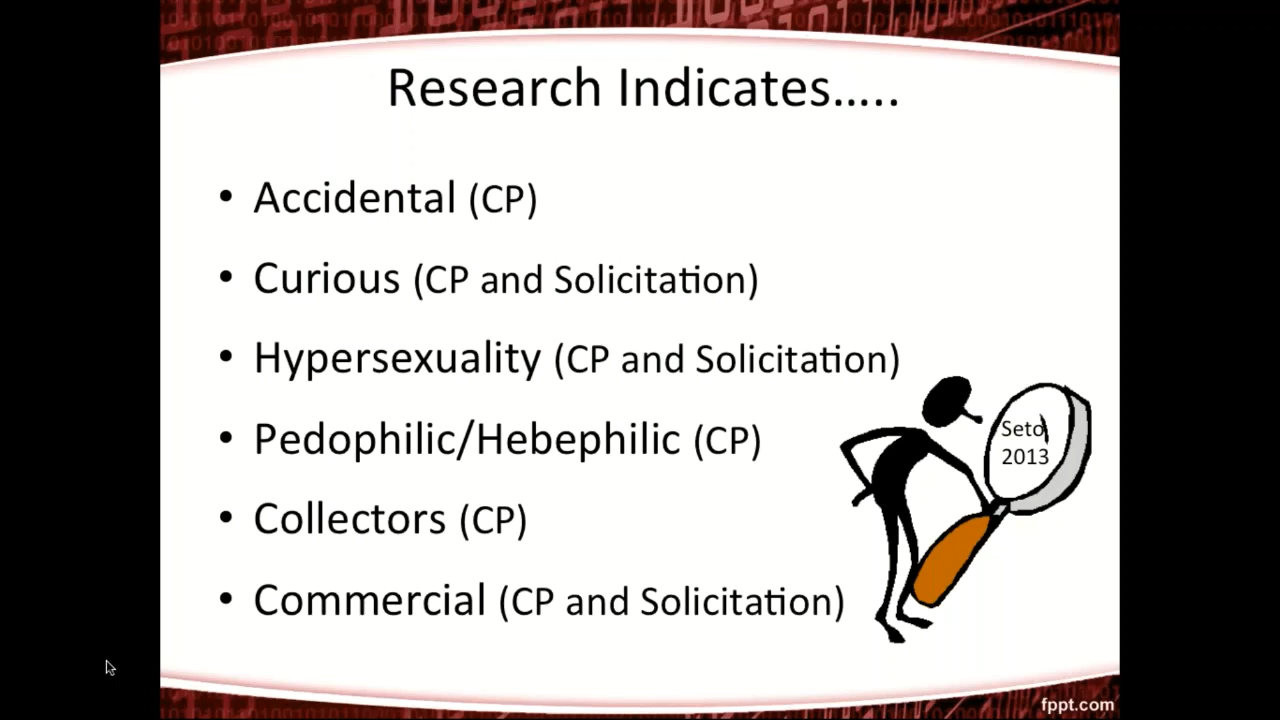 Research Indicates…..
• Accidental (CP)
• Curious (CP and Solicitation)
• Hypersexuality (CP and Solicitation)
• Pedophilic/Hebephilic (CP)
• Collectors (CP)
• Commercial (CP and Solicitation)
Seto
2013
fppt.com